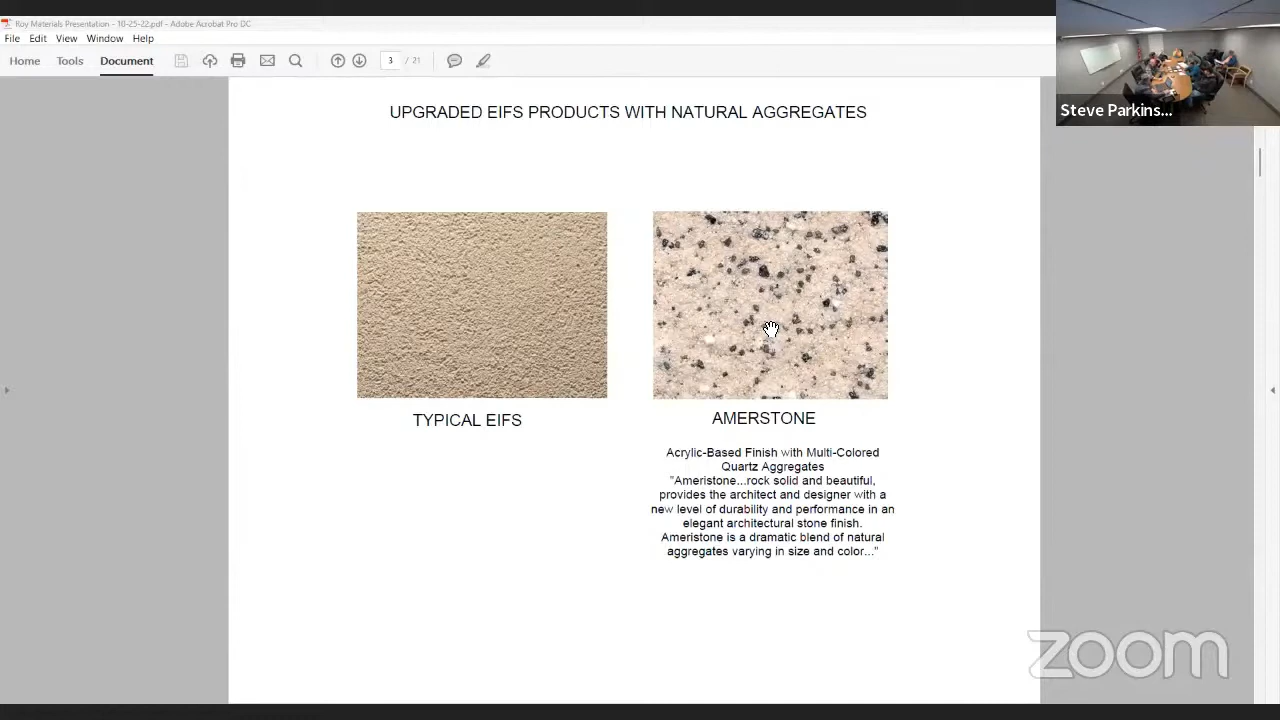 Roy Materials Presentation - 10-25-22.pdf - Adobe Acrobat Pro DC
File Edit View Window Help
Home Tools Document 3 / 21
Steve Parkins...
UPGRADED EIFS PRODUCTS WITH NATURAL AGGREGATES
TYPICAL EIFS
AMERSTONE
Acrylic-Based Finish with Multi-Colored
Quartz Aggregates
"Ameristone...rock solid and beautiful,
provides the architect and designer with a
new level of durability and performance in an
elegant architectural stone finish.
Ameristone is a dramatic blend of natural
aggregates varying in size and color..."
zoom